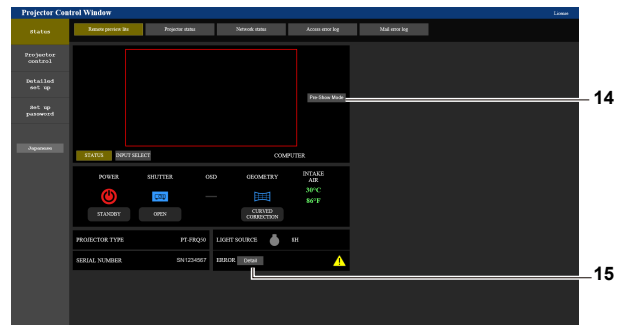 Projector Control Window
License
Status
Remote preview lite
Projector status
Network status
Access error log
Mail error log
Projector
control
Detailed
set up
Set up
password
Japanese
Pre-Show Mode
14
STATUS
INPUT SELECT
COMPUTER
POWER
SHUTTER
OSD
GEOMETRY
INTAKE
AIR
30°C
86°F
STANDBY
OPEN
CURVED
CORRECTION
PROJECTOR TYPE
PT-FRQ50
LIGHT SOURCE
8H
SERIAL NUMBER
SN1234567
ERROR
Detail
15